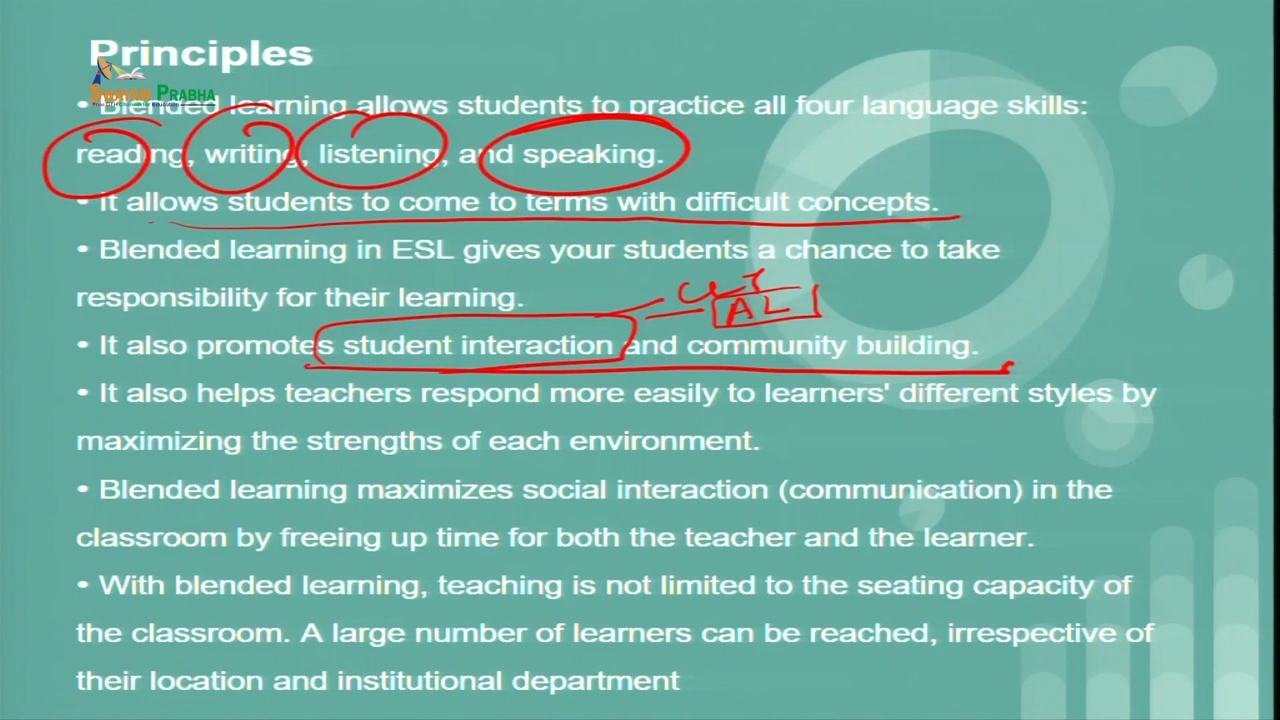 Principles
SWAYAM PRABHA
• Blended learning allows students to practice all four language skills:
reading, writing, listening, and speaking.
• It allows students to come to terms with difficult concepts.
• Blended learning in ESL gives your students a chance to take
responsibility for their learning.
AL
• It also promotes student interaction and community building.
• It also helps teachers respond more easily to learners' different styles by
maximizing the strengths of each environment.
• Blended learning maximizes social interaction (communication) in the
classroom by freeing up time for both the teacher and the learner.
• With blended learning, teaching is not limited to the seating capacity of
the classroom. A large number of learners can be reached, irrespective of
their location and institutional department